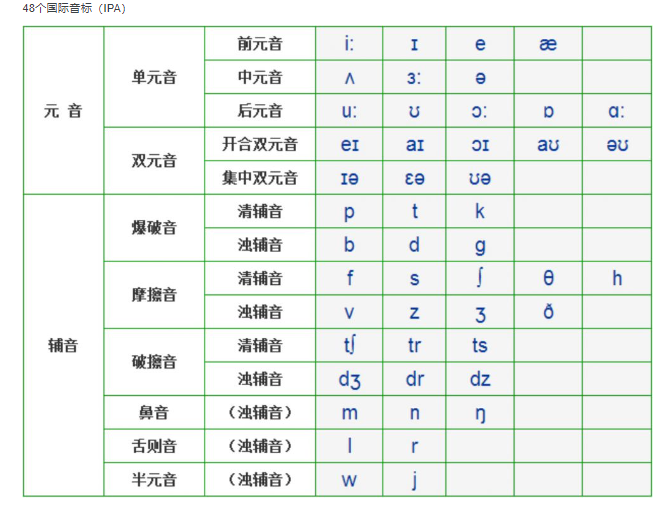 48个国际音标（IPA）
元 音 单元音 前元音 i: ɪ e æ
中元音 ʌ ɜ: ə
后元音 u: ʊ ɔ: ɒ ɑ:
双元音 开合双元音 eɪ aɪ ɔɪ aʊ əʊ
集中双元音 ɪə ɛə ʊə
辅音 爆破音 清辅音 p t k
浊辅音 b d g
摩擦音 清辅音 f s ʃ θ h
浊辅音 v z ʒ ð
破擦音 清辅音 tʃ tr ts
浊辅音 dʒ dr dz
鼻音 （浊辅音） m n ŋ
舌则音 （浊辅音） l r
半元音 （浊辅音） w j